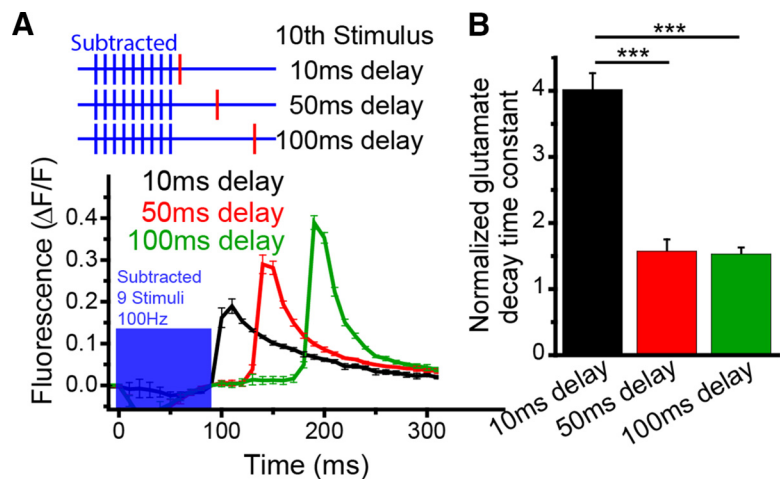 A
Subtracted
10th Stimulus
10ms delay
50ms delay
100ms delay
Fluorescence (ΔF/F)
0.4
0.3
0.2
0.1
0.0
10ms delay
50ms delay
100ms delay
Subtracted
9 Stimuli
100Hz
0
100
200
300
Time (ms)
B
***
***
Normalized glutamate
decay time constant
4
3
2
1
0
10ms delay
50ms delay
100ms delay